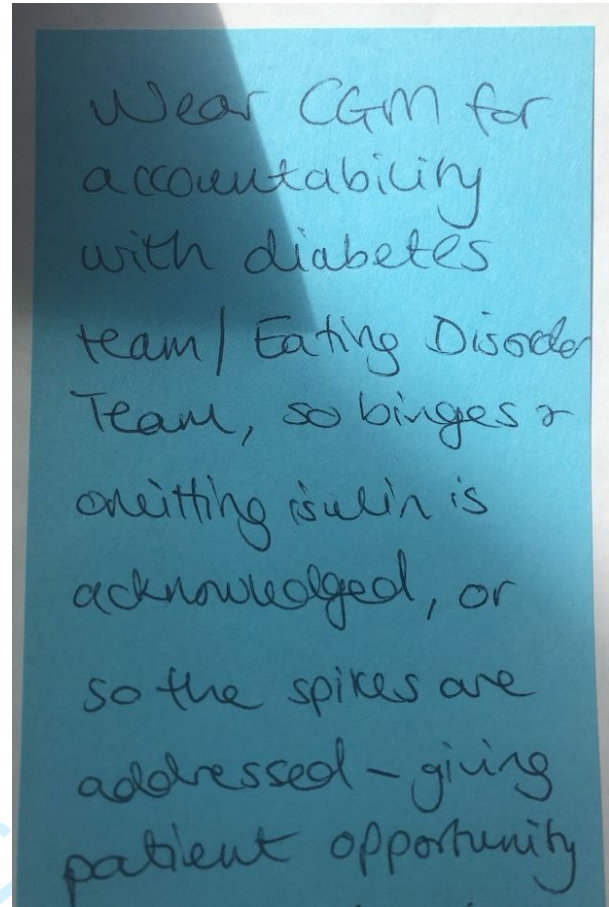 Wear CGM for
accountability
with diabetes
team/ Eating Disorder
Team, so binges &
omitting isulin is
acknowledged, or
so the spikes are
addressed - giving
patient opportunity